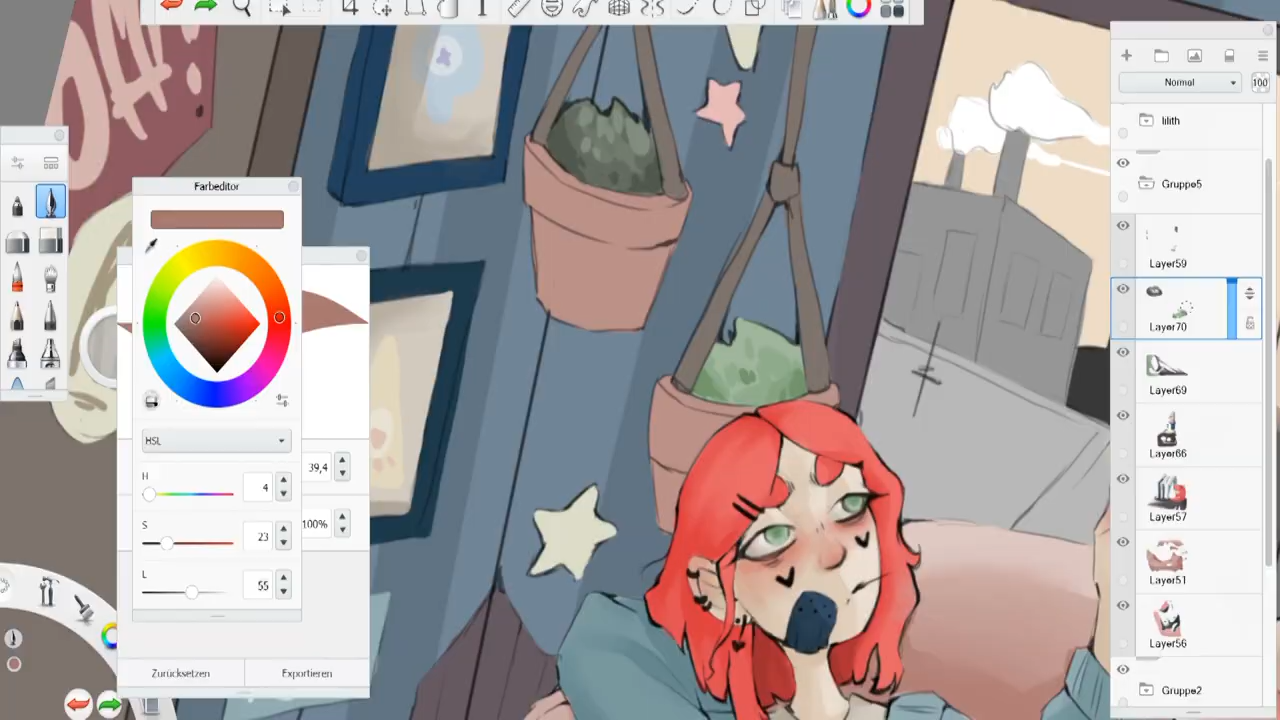 Normal
100
lilith
Gruppe5
Layer59
Layer70
Layer69
Layer66
Layer57
Layer51
Layer56
Gruppe2
Farbeditor
HSL
H
4
S
23
L
55
39,4
100%
Zurücksetzen
Exportieren